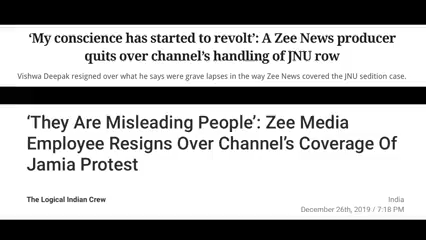 ‘My conscience has started to revolt’: A Zee News producer
quits over channel’s handling of JNU row
Vishwa Deepak resigned over what he says were grave lapses in the way Zee News covered the JNU sedition case.
‘They Are Misleading People’: Zee Media
Employee Resigns Over Channel’s Coverage Of
Jamia Protest
The Logical Indian Crew
India
December 26th, 2019 / 7:18 PM